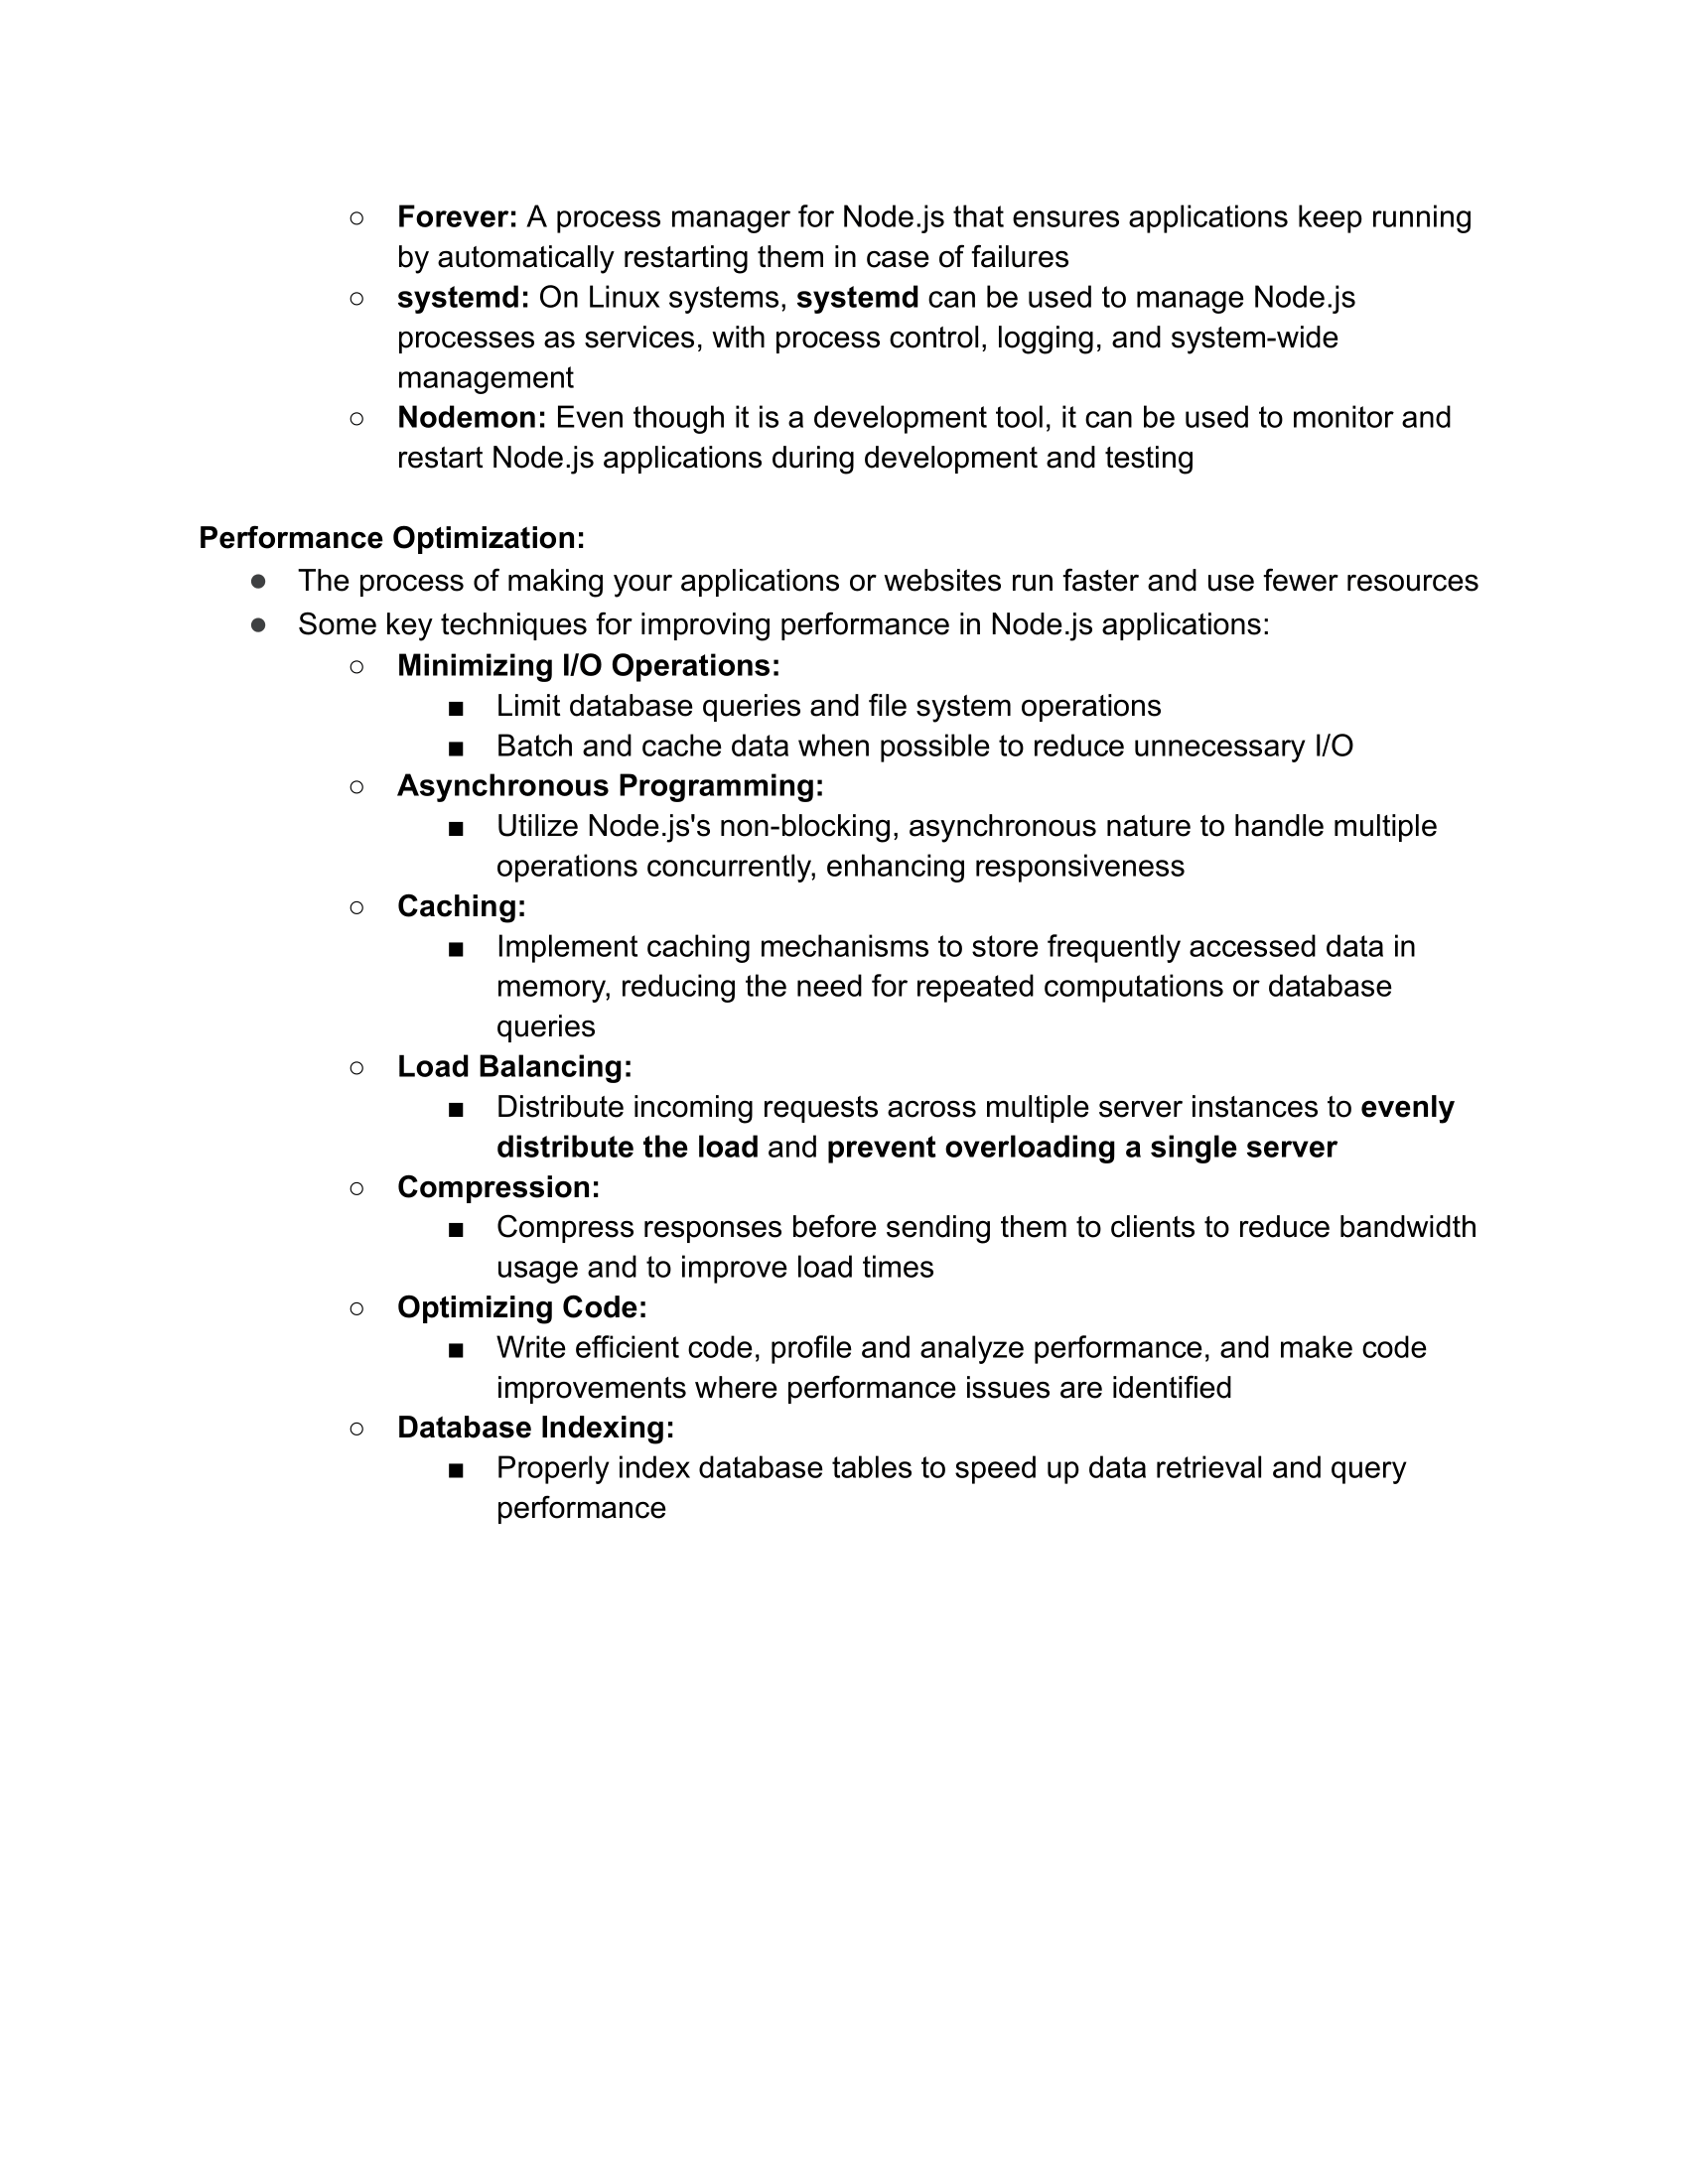 ○ Forever: A process manager for Node.js that ensures applications keep running
by automatically restarting them in case of failures
○ systemd: On Linux systems, systemd can be used to manage Node.js
processes as services, with process control, logging, and system-wide
management
○ Nodemon: Even though it is a development tool, it can be used to monitor and
restart Node.js applications during development and testing
Performance Optimization:
● The process of making your applications or websites run faster and use fewer resources
● Some key techniques for improving performance in Node.js applications:
○ Minimizing I/O Operations:
■ Limit database queries and file system operations
■ Batch and cache data when possible to reduce unnecessary I/O
○ Asynchronous Programming:
■ Utilize Node.js's non-blocking, asynchronous nature to handle multiple
operations concurrently, enhancing responsiveness
○ Caching:
■ Implement caching mechanisms to store frequently accessed data in
memory, reducing the need for repeated computations or database
queries
○ Load Balancing:
■ Distribute incoming requests across multiple server instances to evenly
distribute the load and prevent overloading a single server
○ Compression:
■ Compress responses before sending them to clients to reduce bandwidth
usage and to improve load times
○ Optimizing Code:
■ Write efficient code, profile and analyze performance, and make code
improvements where performance issues are identified
○ Database Indexing:
■ Properly index database tables to speed up data retrieval and query
performance